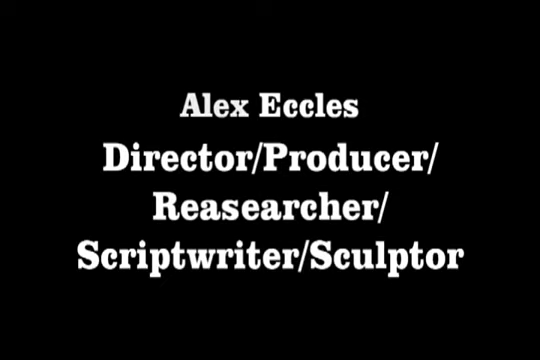 Alex Eccles
Director/Producer/
Reasearcher/
Scriptwriter/Sculptor